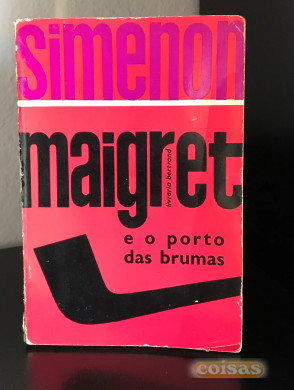 simenon
maigret
livraria bertrand
e o porto
das brumas
coisas